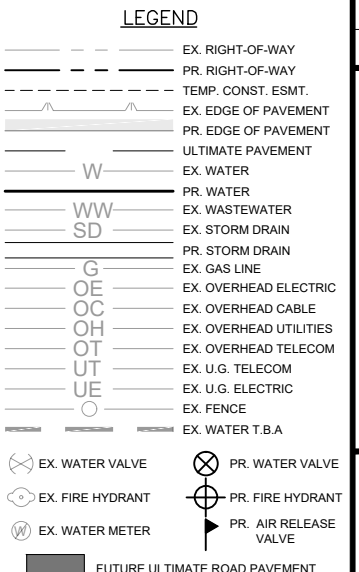 LEGEND
EX. RIGHT-OF-WAY
PR. RIGHT-OF-WAY
TEMP. CONST. ESMT.
EX. EDGE OF PAVEMENT
PR. EDGE OF PAVEMENT
ULTIMATE PAVEMENT
W EX. WATER
PR. WATER
WW EX. WASTEWATER
SD EX. STORM DRAIN
PR. STORM DRAIN
G EX. GAS LINE
OE EX. OVERHEAD ELECTRIC
OC EX. OVERHEAD CABLE
OH EX. OVERHEAD UTILITIES
OT EX. OVERHEAD TELECOM
UT EX. U.G. TELECOM
UE EX. U.G. ELECTRIC
EX. FENCE
EX. WATER T.B.A
EX. WATER VALVE PR. WATER VALVE
EX. FIRE HYDRANT PR. FIRE HYDRANT
W EX. WATER METER PR. AIR RELEASE
VALVE
FUTURE ULTIMATE ROAD PAVEMENT